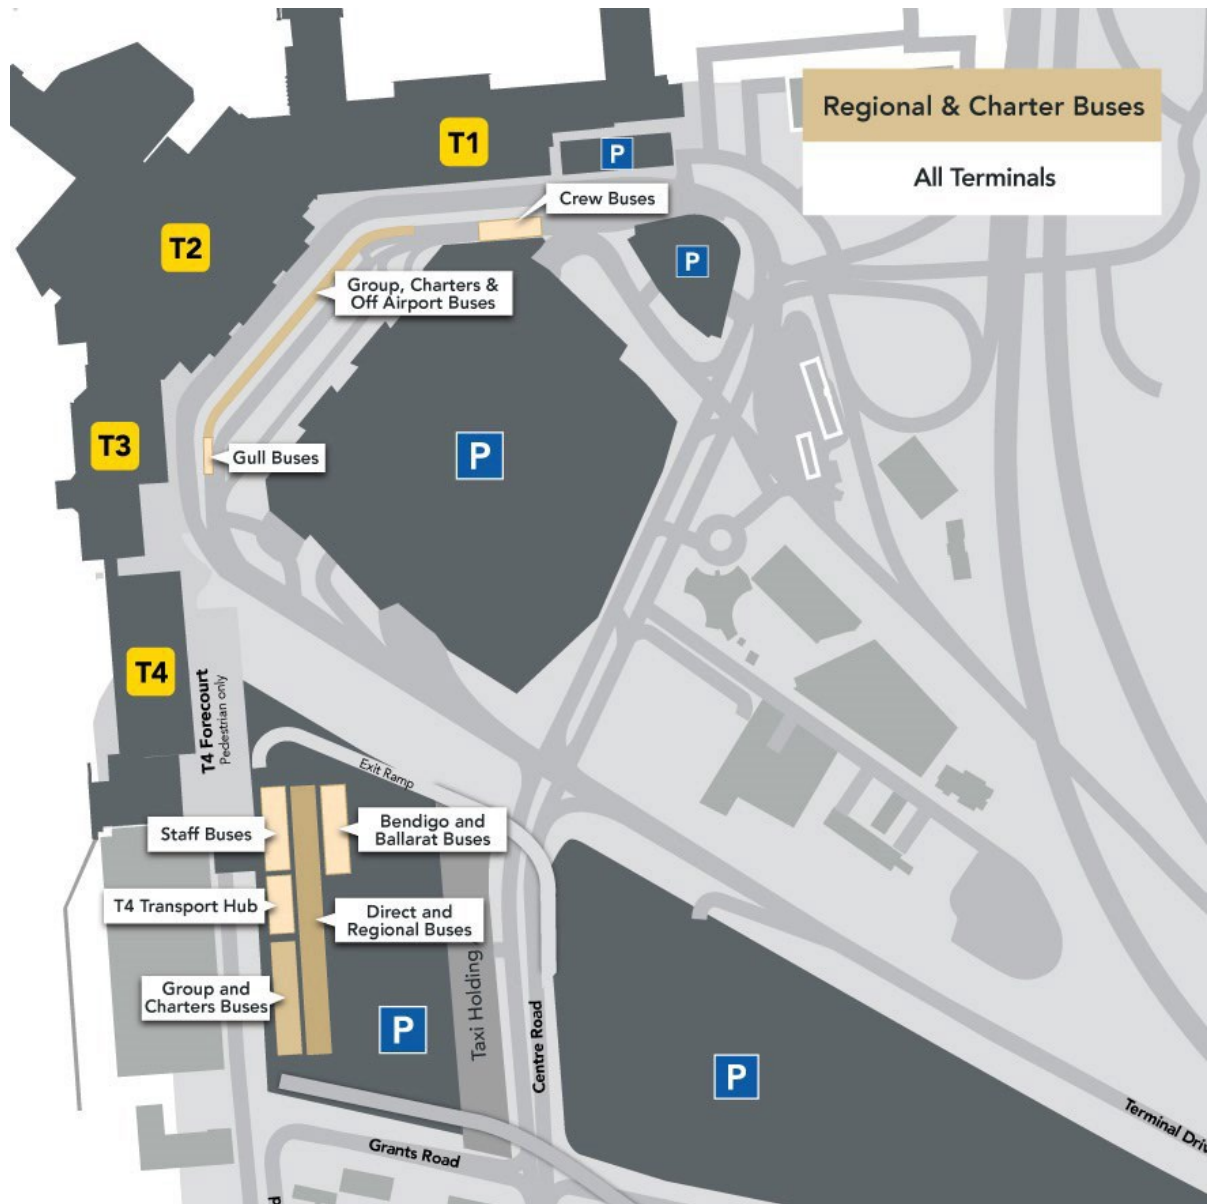 Regional & Charter Buses
All Terminals
T1
P
Crew Buses
T2
P
Group, Charters &
Off Airport Buses
T3
Gull Buses
P
T4
T4 Forecourt
Pedestrian only
Exit Ramp
Staff Buses
Bendigo and
Ballarat Buses
T4 Transport Hub
Direct and
Regional Buses
Group and
Charters Buses
P
Taxi Holding
Centre Road
P
Terminal Driv
Grants Road
d